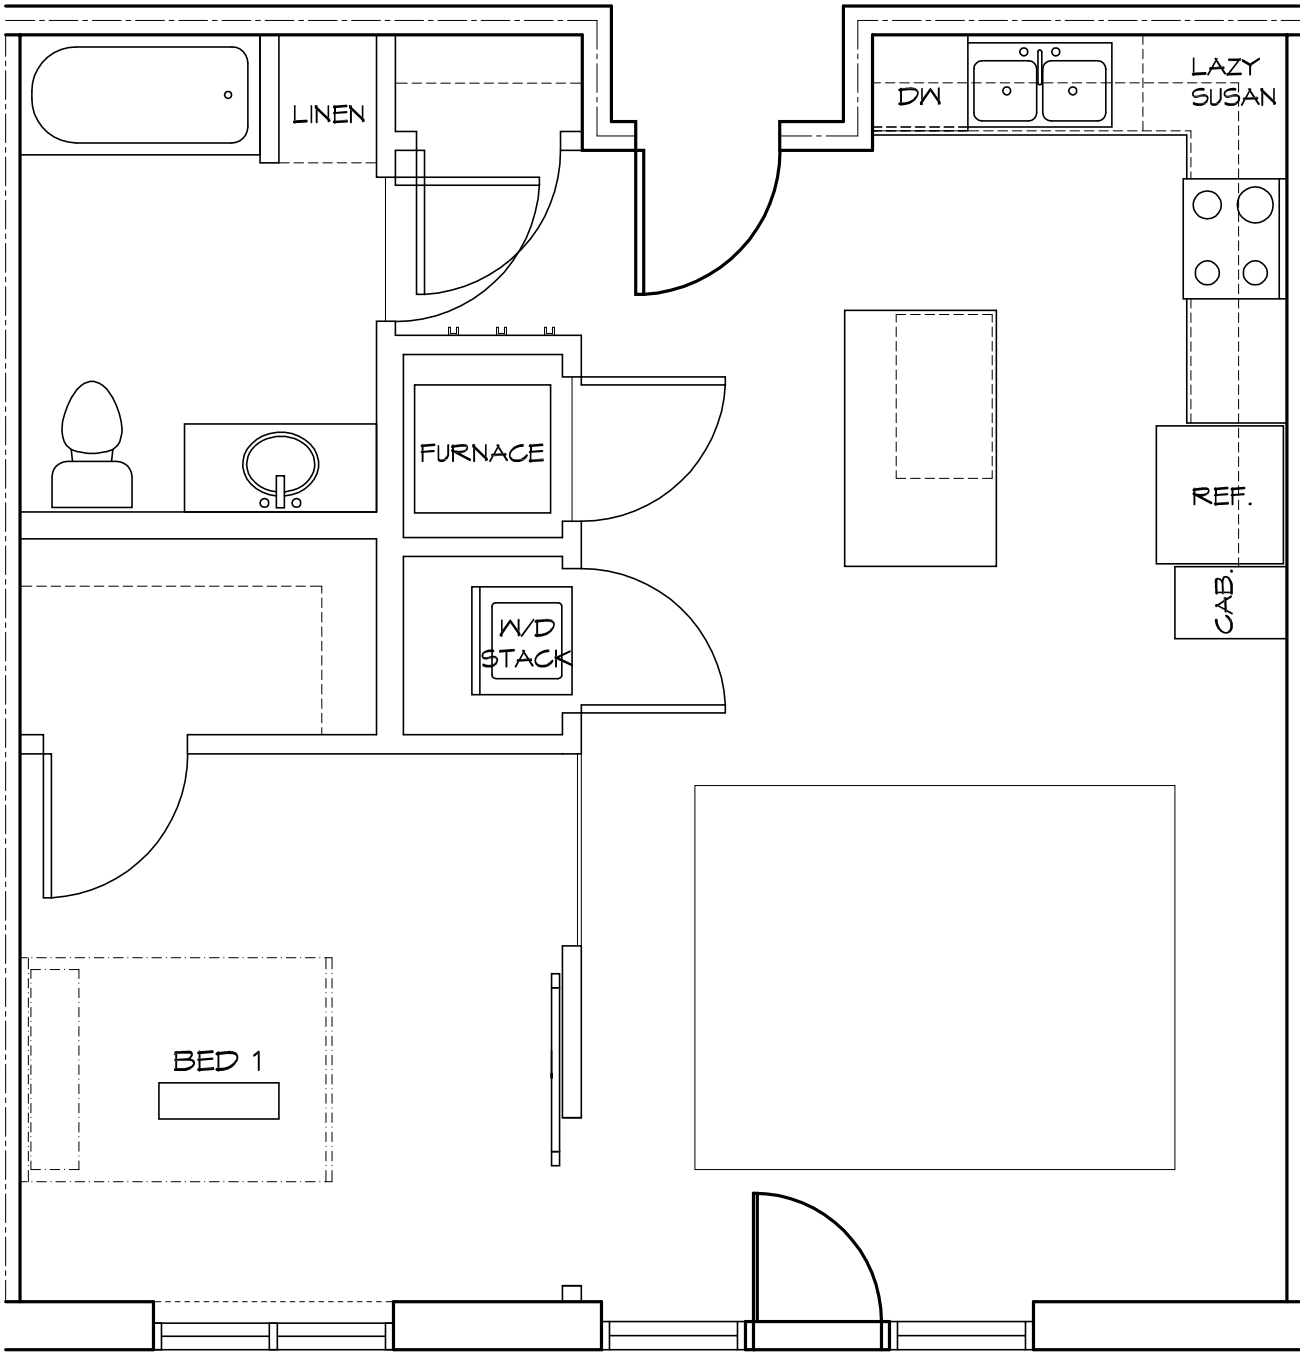 LAZY
SUSAN
DW
LINEN
FURNACE
REF.
CAB.
W/D
STACK
BED 1